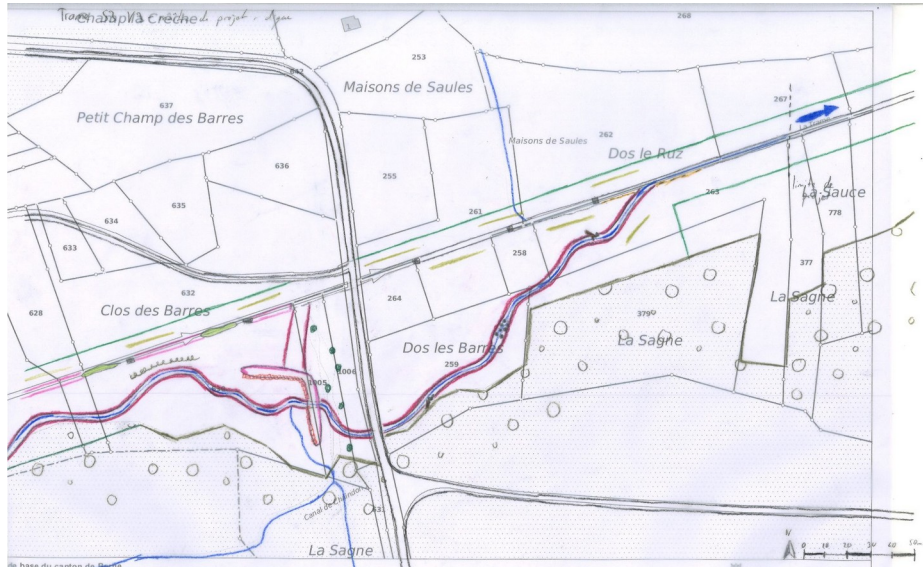 Champ la Crèche
268
253
642
Maisons de Saules
637
267
Petit Champ des Barres
262
Maisons de Saules
636
Dos le Ruz
255
La Sauce
635
263
634
261
778
633
258
377
632
264
La Sagne
Clos des Barres
628
379
La Sagne
Dos les Barres
259
1005
1006
Canal de Chaindon
La Sagne
N
0 10 20 30 40 50m